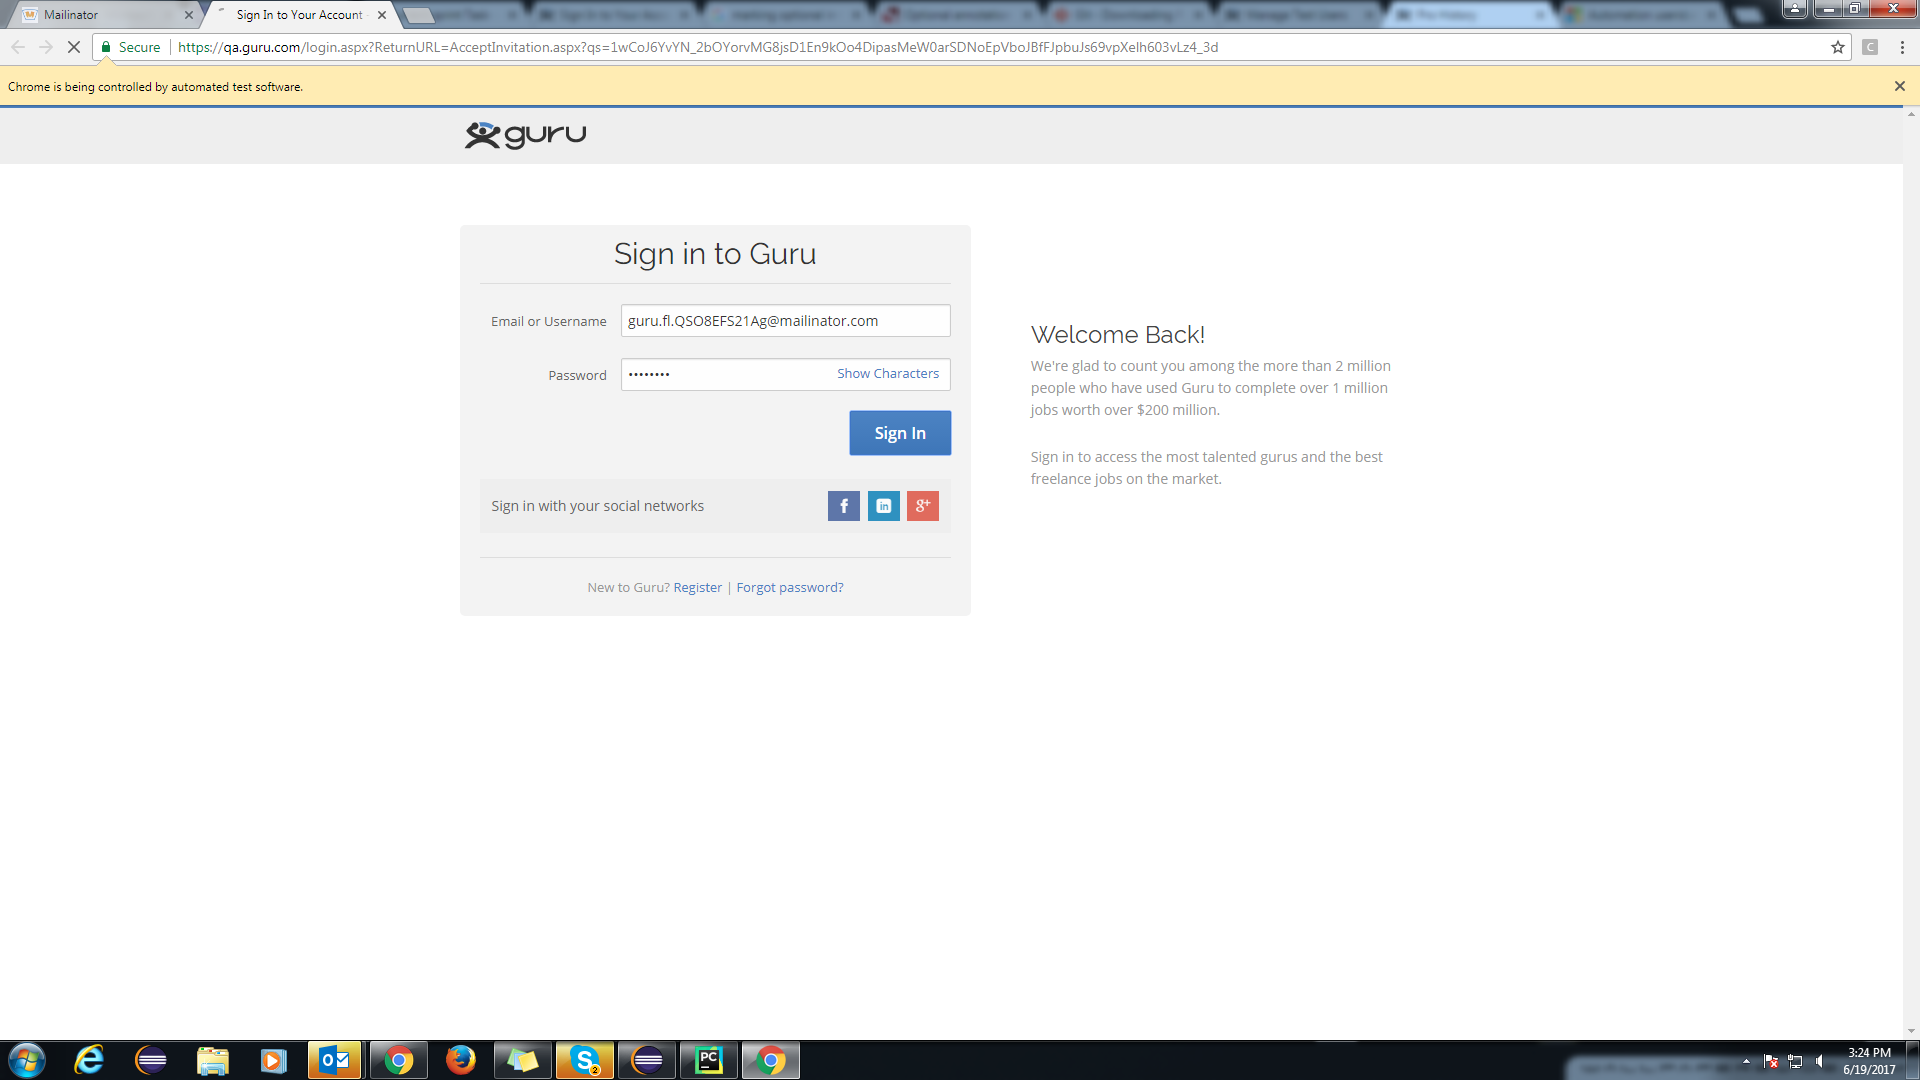 Mailinator
Sign In to Your Account
Secure
https://qa.guru.com/login.aspx?ReturnURL=AcceptInvitation.aspx?qs=1wCoJ6YvYN_2bOYorvMG8jsD1En9kOo4DipasMeW0arSDNoEpVboJBfFJpbuJs69vpXelh603vLz4_3d
Chrome is being controlled by automated test software.
guru
Sign in to Guru
Email or Username
guru.fl.QSO8EFS21Ag@mailinator.com
Password
••••••••
Show Characters
Sign In
Sign in with your social networks
f
in
g+
New to Guru? Register | Forgot password?
Welcome Back!
We're glad to count you among the more than 2 million
people who have used Guru to complete over 1 million
jobs worth over $200 million.
Sign in to access the most talented gurus and the best
freelance jobs on the market.
3:24 PM
6/19/2017